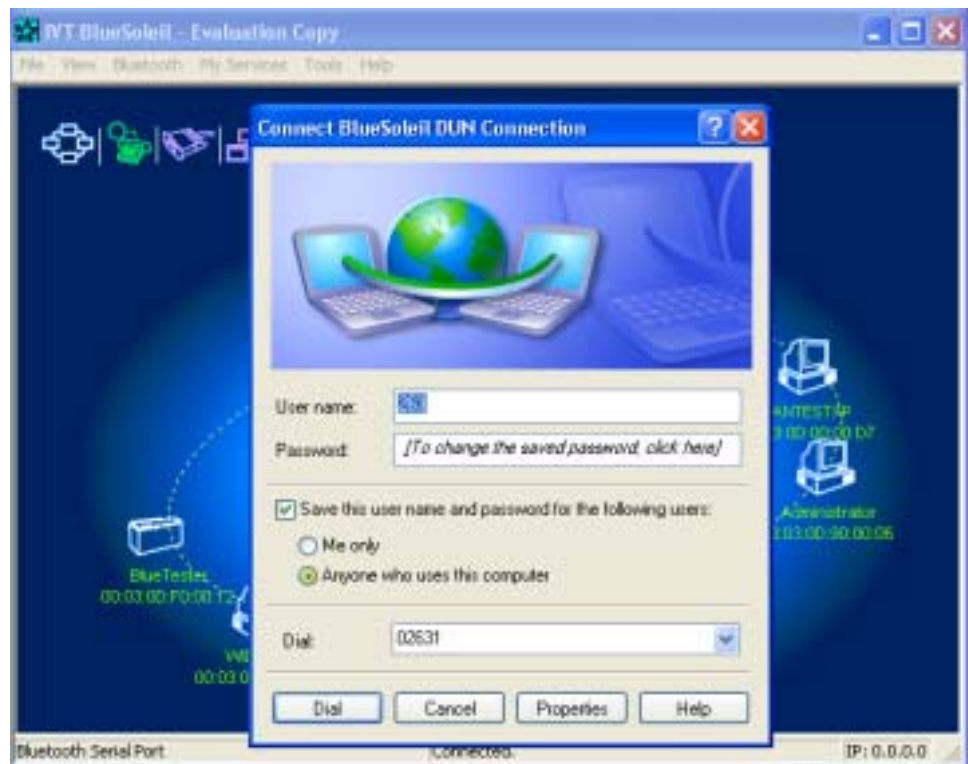 IVT BlueSoleil - Evaluation Copy
File View Bluetooth My Services Tools Help
Connect BlueSoleil DUN Connection
User name: 263
Password: [To change the saved password, click here]
Save this user name and password for the following users:
Me only
Anyone who uses this computer
Dial: 02631
Dial Cancel Properties Help
ANTESTAP
Administrator
BlueTester
Bluetooth Serial Port Connected. IP: 0.0.0.0